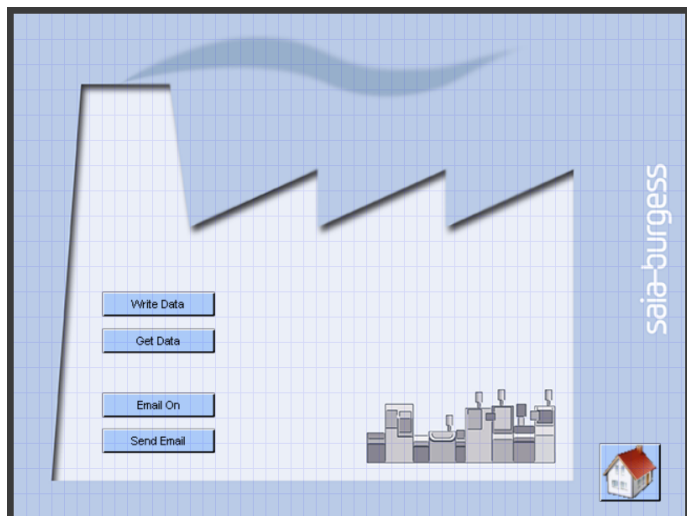 Write Data
Get Data
Email On
Send Email
saia-burgess